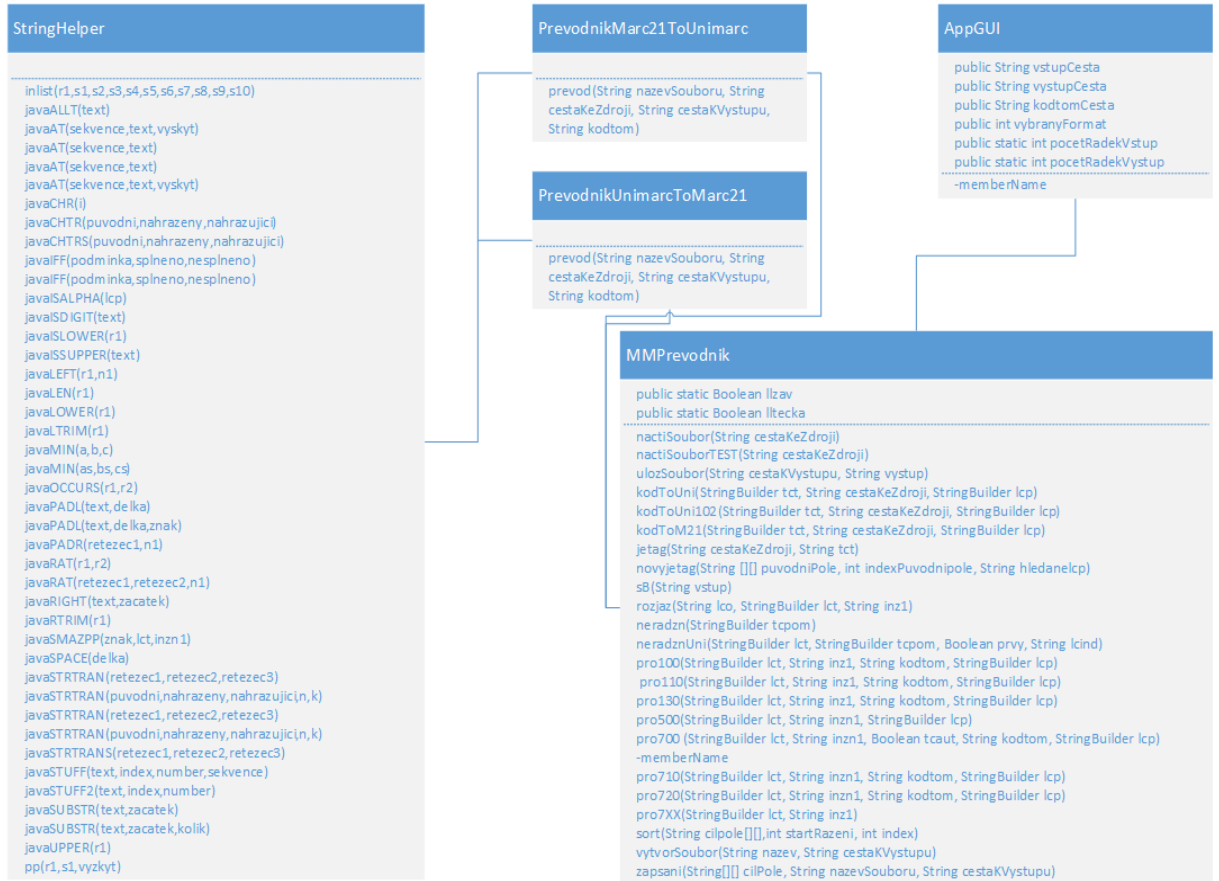 StringHelper
inlist(r1,s1,s2,s3,s4,s5,s6,s7,s8,s9,s10)
javaALLT(text)
javaAT(sekvence,text,vyskyt)
javaAT(sekvence,text)
javaAT(sekvence,text)
javaAT(sekvence,text,vyskyt)
javaCHR(i)
javaCHTR(puvodni,nahrazeny,nahrazujici)
javaCHTRS(puvodni,nahrazeny,nahrazujici)
javaIFF(podminka,splneno,nesplneno)
javaIFF(podminka,splneno,nesplneno)
javaISALPHA(lcp)
javaISDIGIT(text)
javaISLOWER(r1)
javaISSUPPER(text)
javaLEFT(r1,n1)
javaLEN(r1)
javaLOWER(r1)
javaLTRIM(r1)
javaMIN(a,b,c)
javaMIN(as,bs,cs)
javaOCCURS(r1,r2)
javaPADL(text,delka)
javaPADL(text,delka,znak)
javaPADR(retezec1,n1)
javaRAT(r1,r2)
javaRAT(retezec1,retezec2,n1)
javaRIGHT(text,zacatek)
javaRTRIM(r1)
javaSMAZPP(znak,lct,inzn1)
javaSPACE(delka)
javaSTRTRAN(retezec1,retezec2,retezec3)
javaSTRTRAN(puvodni,nahrazeny,nahrazujici,n,k)
javaSTRTRAN(retezec1,retezec2,retezec3)
javaSTRTRAN(puvodni,nahrazeny,nahrazujici,n,k)
javaSTRTRANS(retezec1,retezec2,retezec3)
javaSTUFF(text,index,number,sekvence)
javaSTUFF2(text,index,number)
javaSUBSTR(text,zacatek)
javaSUBSTR(text,zacatek,kolik)
javaUPPER(r1)
pp(r1,s1,vyzkyt)
PrevodnikMarc21ToUnimarc
prevod(String nazevSouboru, String
cestaKeZdroji, String cestaKVystupu,
String kodtom)
PrevodnikUnimarcToMarc21
prevod(String nazevSouboru, String
cestaKeZdroji, String cestaKVystupu,
String kodtom)
AppGUI
public String vstupCesta
public String vystupCesta
public String kodtomCesta
public int vybranyFormat
public static int pocetRadekVstup
public static int pocetRadekVystup
-memberName
MMPrevodnik
public static Boolean llzav
public static Boolean lltecka
nactiSoubor(String cestaKeZdroji)
nactiSouborTEST(String cestaKeZdroji)
ulozSoubor(String cestaKVystupu, String vystup)
kodToUni(StringBuilder tct, String cestaKeZdroji, StringBuilder lcp)
kodToUni102(StringBuilder tct, String cestaKeZdroji, StringBuilder lcp)
kodToM21(StringBuilder tct, String cestaKeZdroji, StringBuilder lcp)
jetag(String cestaKeZdroji, String tct)
novyjetag(String [][] puvodniPole, int indexPuvodnipole, String hledanelcp)
sB(String vstup)
rozjaz(String lco, StringBuilder lct, String inz1)
neradzn(StringBuilder tcpom)
neradznUni(StringBuilder lct, StringBuilder tcpom, Boolean prvy, String lcind)
pro100(StringBuilder lct, String inz1, String kodtom, StringBuilder lcp)
pro110(StringBuilder lct, String inz1, String kodtom, StringBuilder lcp)
pro130(StringBuilder lct, String inz1, String kodtom, StringBuilder lcp)
pro500(StringBuilder lct, String inzn1, StringBuilder lcp)
pro700 (StringBuilder lct, String inzn1, Boolean tcaut, String kodtom, StringBuilder lcp)
-memberName
pro710(StringBuilder lct, String inzn1, String kodtom, StringBuilder lcp)
pro720(StringBuilder lct, String inzn1, String kodtom, StringBuilder lcp)
pro7XX(StringBuilder lct, String inz1)
sort(String cilpole[][],int startRazeni, int index)
vytvorSoubor(String nazev, String cestaKVystupu)
zapsani(String[][] cilPole, String nazevSouboru, String cestaKVystupu)